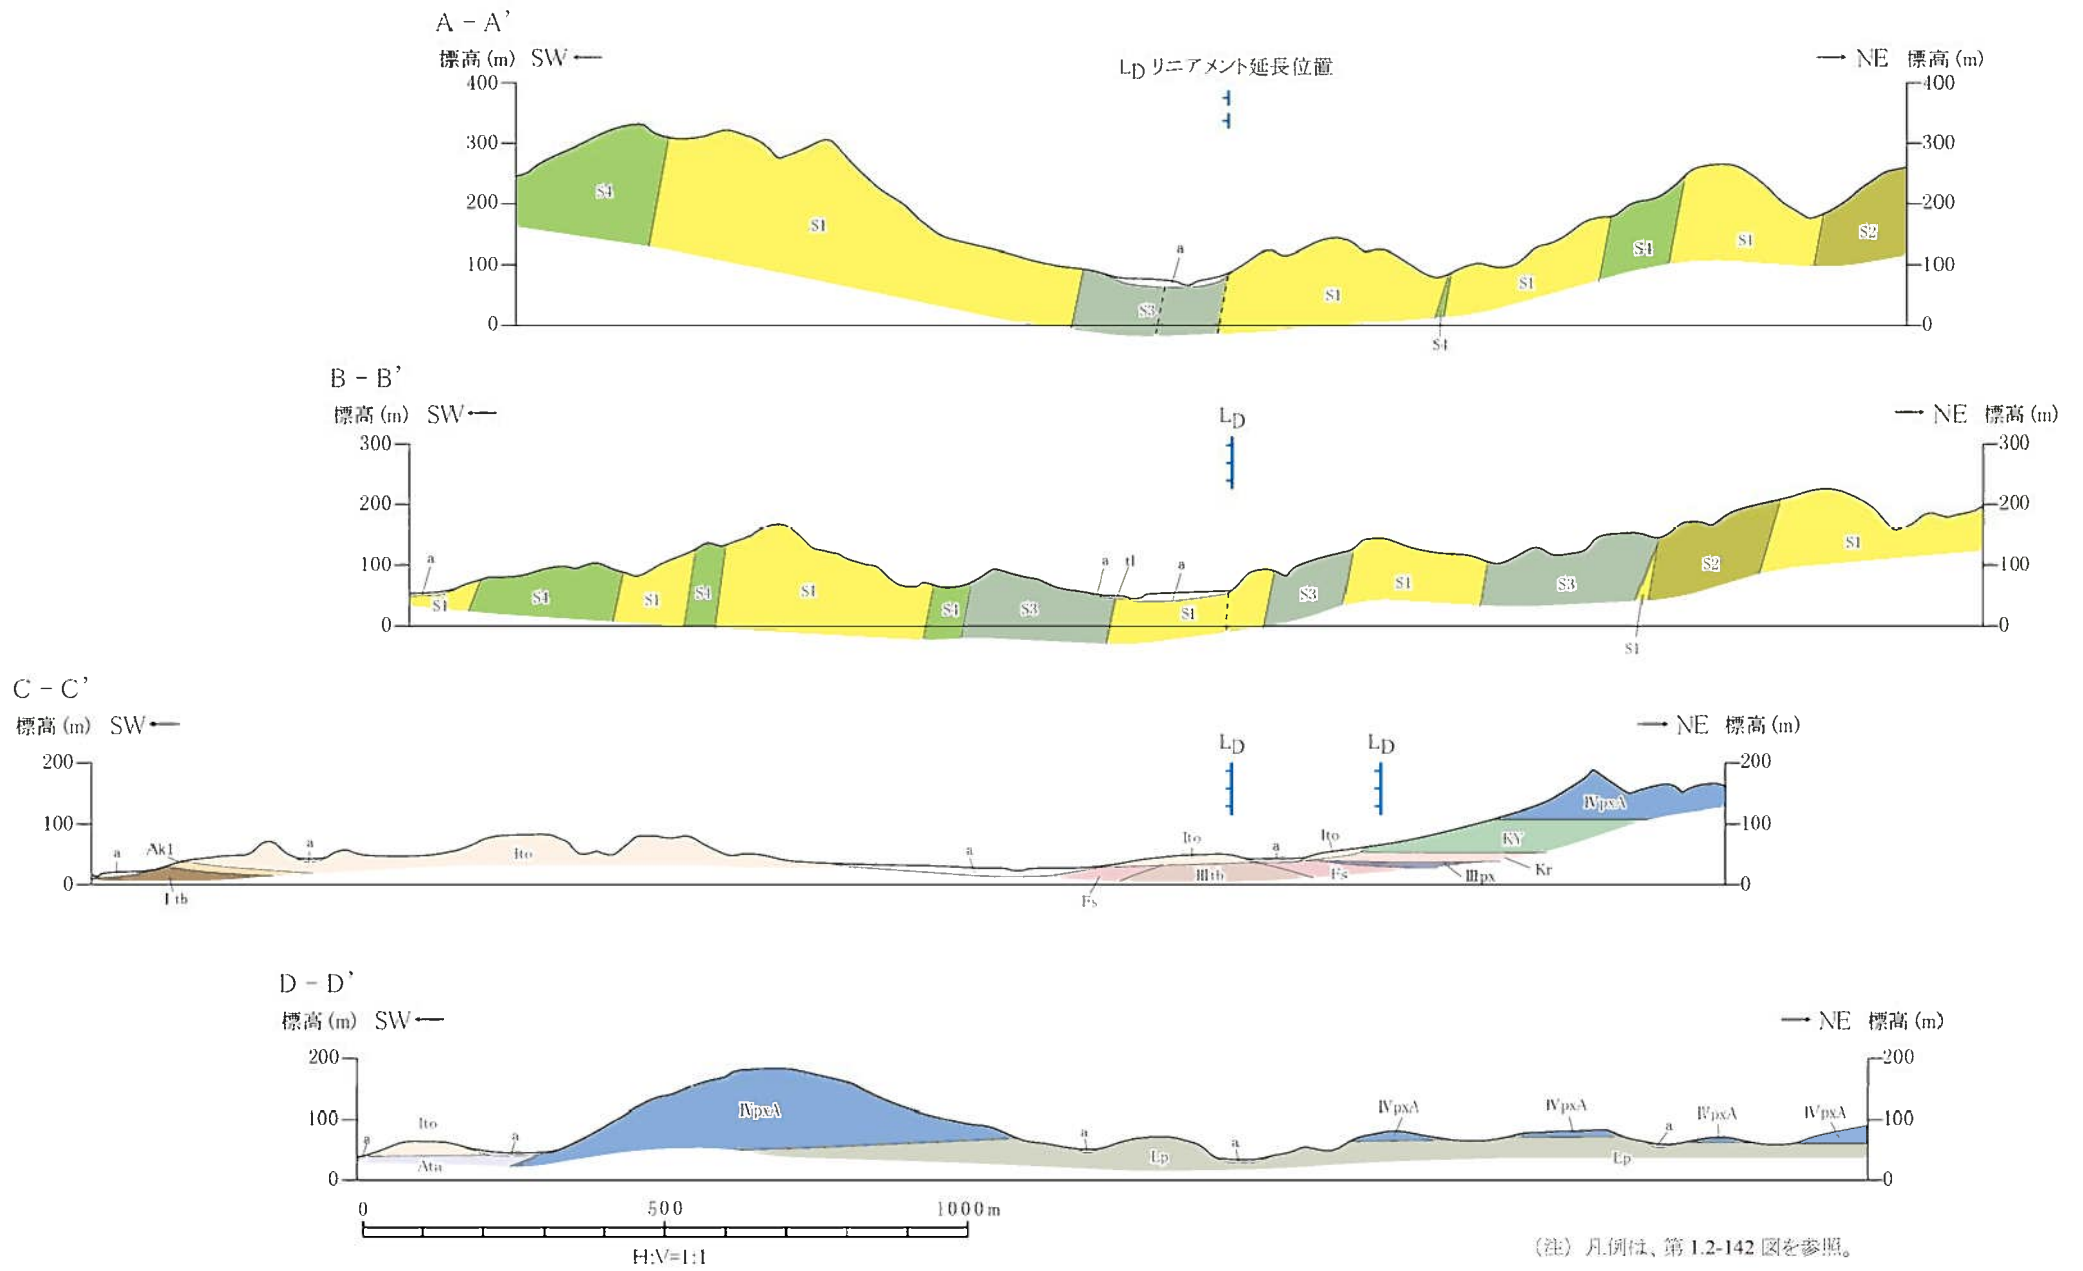 A－A’
標高(m) SW← LDリニアメント延長位置 →NE 標高(m)
400 400
300 300
S4
200 S1 S4 S1 S2 200
a
100 100
S3 S1 S1
0 0
S4
B－B’
標高(m) SW← LD →NE 標高(m)
300 300
200 200
a a tl a S1
100 S2 100
S1 S4 S1 S4 S1 S4 S3 S1 S3 S1 S3
0 0
S1
C－C’
標高(m) SW← LD LD →NE 標高(m)
200 200
ⅣpxA
100 100
a Ak1 a Ito a Ito a Ito KY
Ⅲtb Fs Ⅲpx Kr
0 0
Ⅰtb Fs
D－D’
標高(m) SW← →NE 標高(m)
200 200
ⅣpxA ⅣpxA ⅣpxA ⅣpxA ⅣpxA
100 100
a Ito a a a a
Ata Lp Lp
0 0
0 500 1000m
H:V=1:1
(注) 凡例は、第 1.2-142 図を参照。